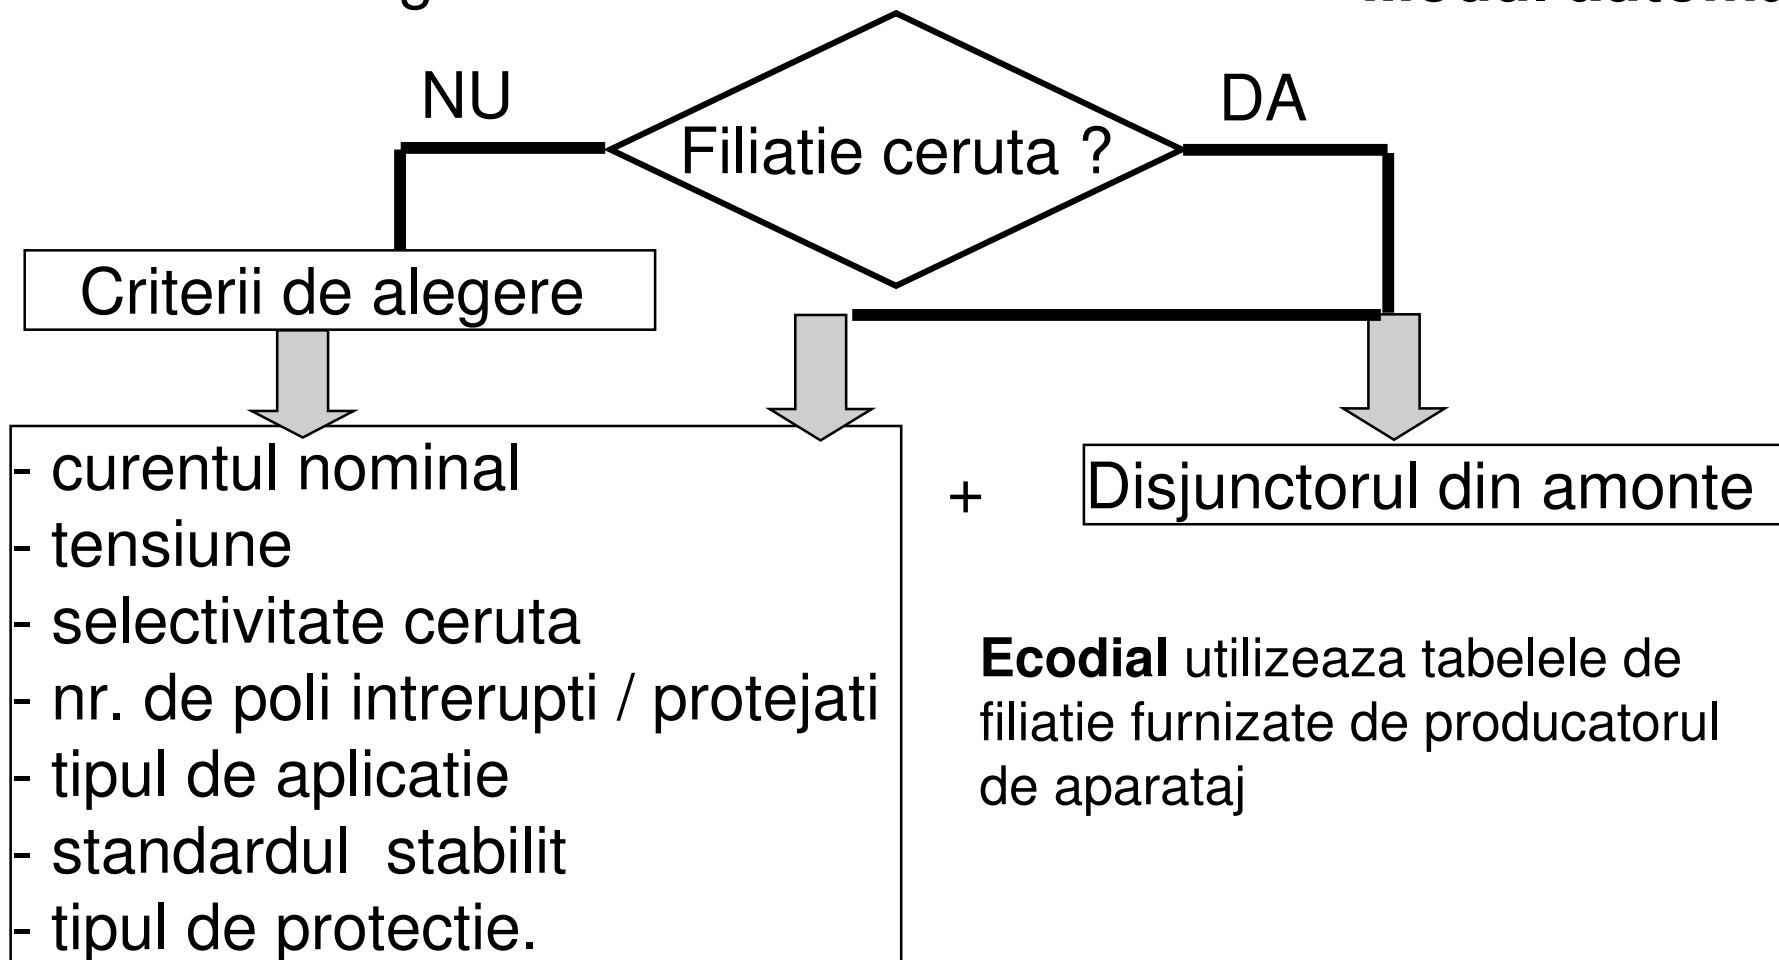 NU
DA
Filiatie ceruta ?
Criterii de alegere
- curentul nominal
- tensiune
- selectivitate ceruta
- nr. de poli intrerupti / protejati
- tipul de aplicatie
- standardul stabilit
- tipul de protectie.
+
Disjunctorul din amonte
Ecodial utilizeaza tabelele de
filiatie furnizate de producatorul
de aparataj